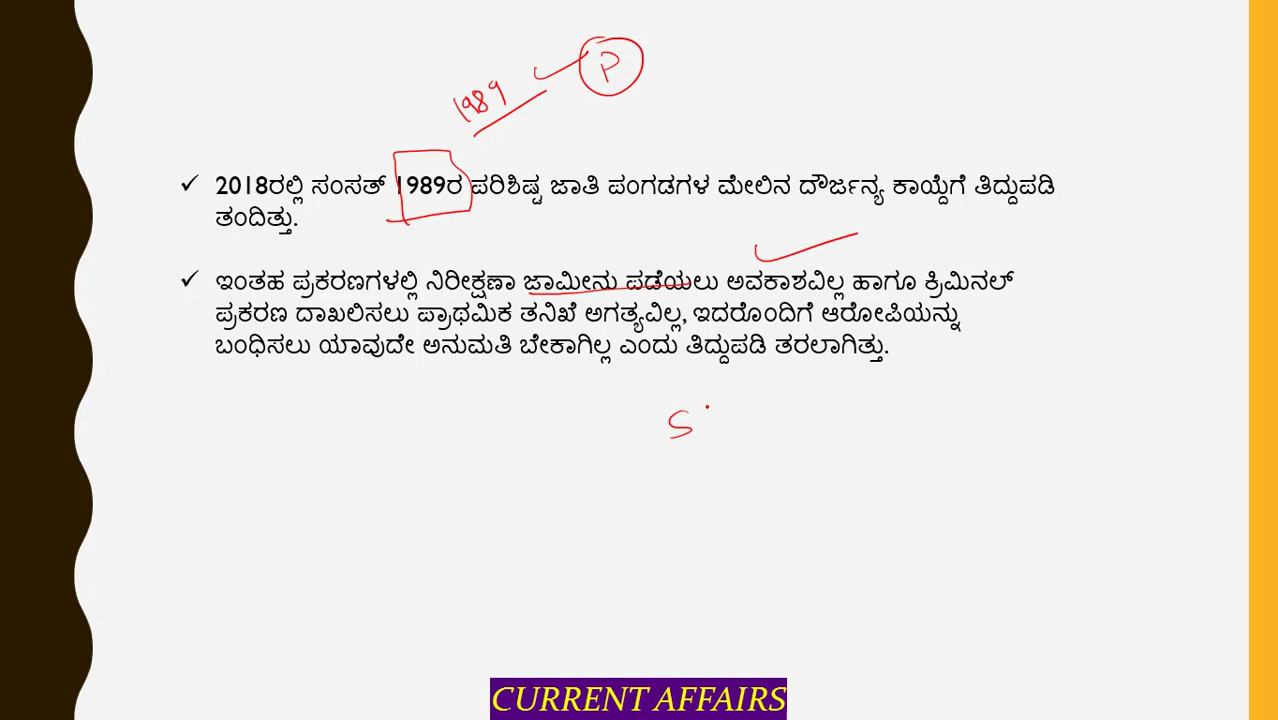 P
1989
2018ರಲ್ಲಿ ಸಂಸತ್ 1989ರ ಪರಿಶಿಷ್ಟ ಜಾತಿ ಪಂಗಡಗಳ ಮೇಲಿನ ದೌರ್ಜನ್ಯ ಕಾಯ್ದೆಗೆ ತಿದ್ದುಪಡಿ
ತಂದಿತ್ತು.
ಇಂತಹ ಪ್ರಕರಣಗಳಲ್ಲಿ ನಿರೀಕ್ಷಣಾ ಜಾಮೀನು ಪಡೆಯಲು ಅವಕಾಶವಿಲ್ಲ ಹಾಗೂ ಕ್ರಿಮಿನಲ್
ಪ್ರಕರಣ ದಾಖಲಿಸಲು ಪ್ರಾಥಮಿಕ ತನಿಖೆ ಅಗತ್ಯವಿಲ್ಲ, ಇದರೊಂದಿಗೆ ಆರೋಪಿಯನ್ನು
ಬಂಧಿಸಲು ಯಾವುದೇ ಅನುಮತಿ ಬೇಕಾಗಿಲ್ಲ ಎಂದು ತಿದ್ದುಪಡಿ ತರಲಾಗಿತ್ತು.
S
CURRENT AFFAIRS